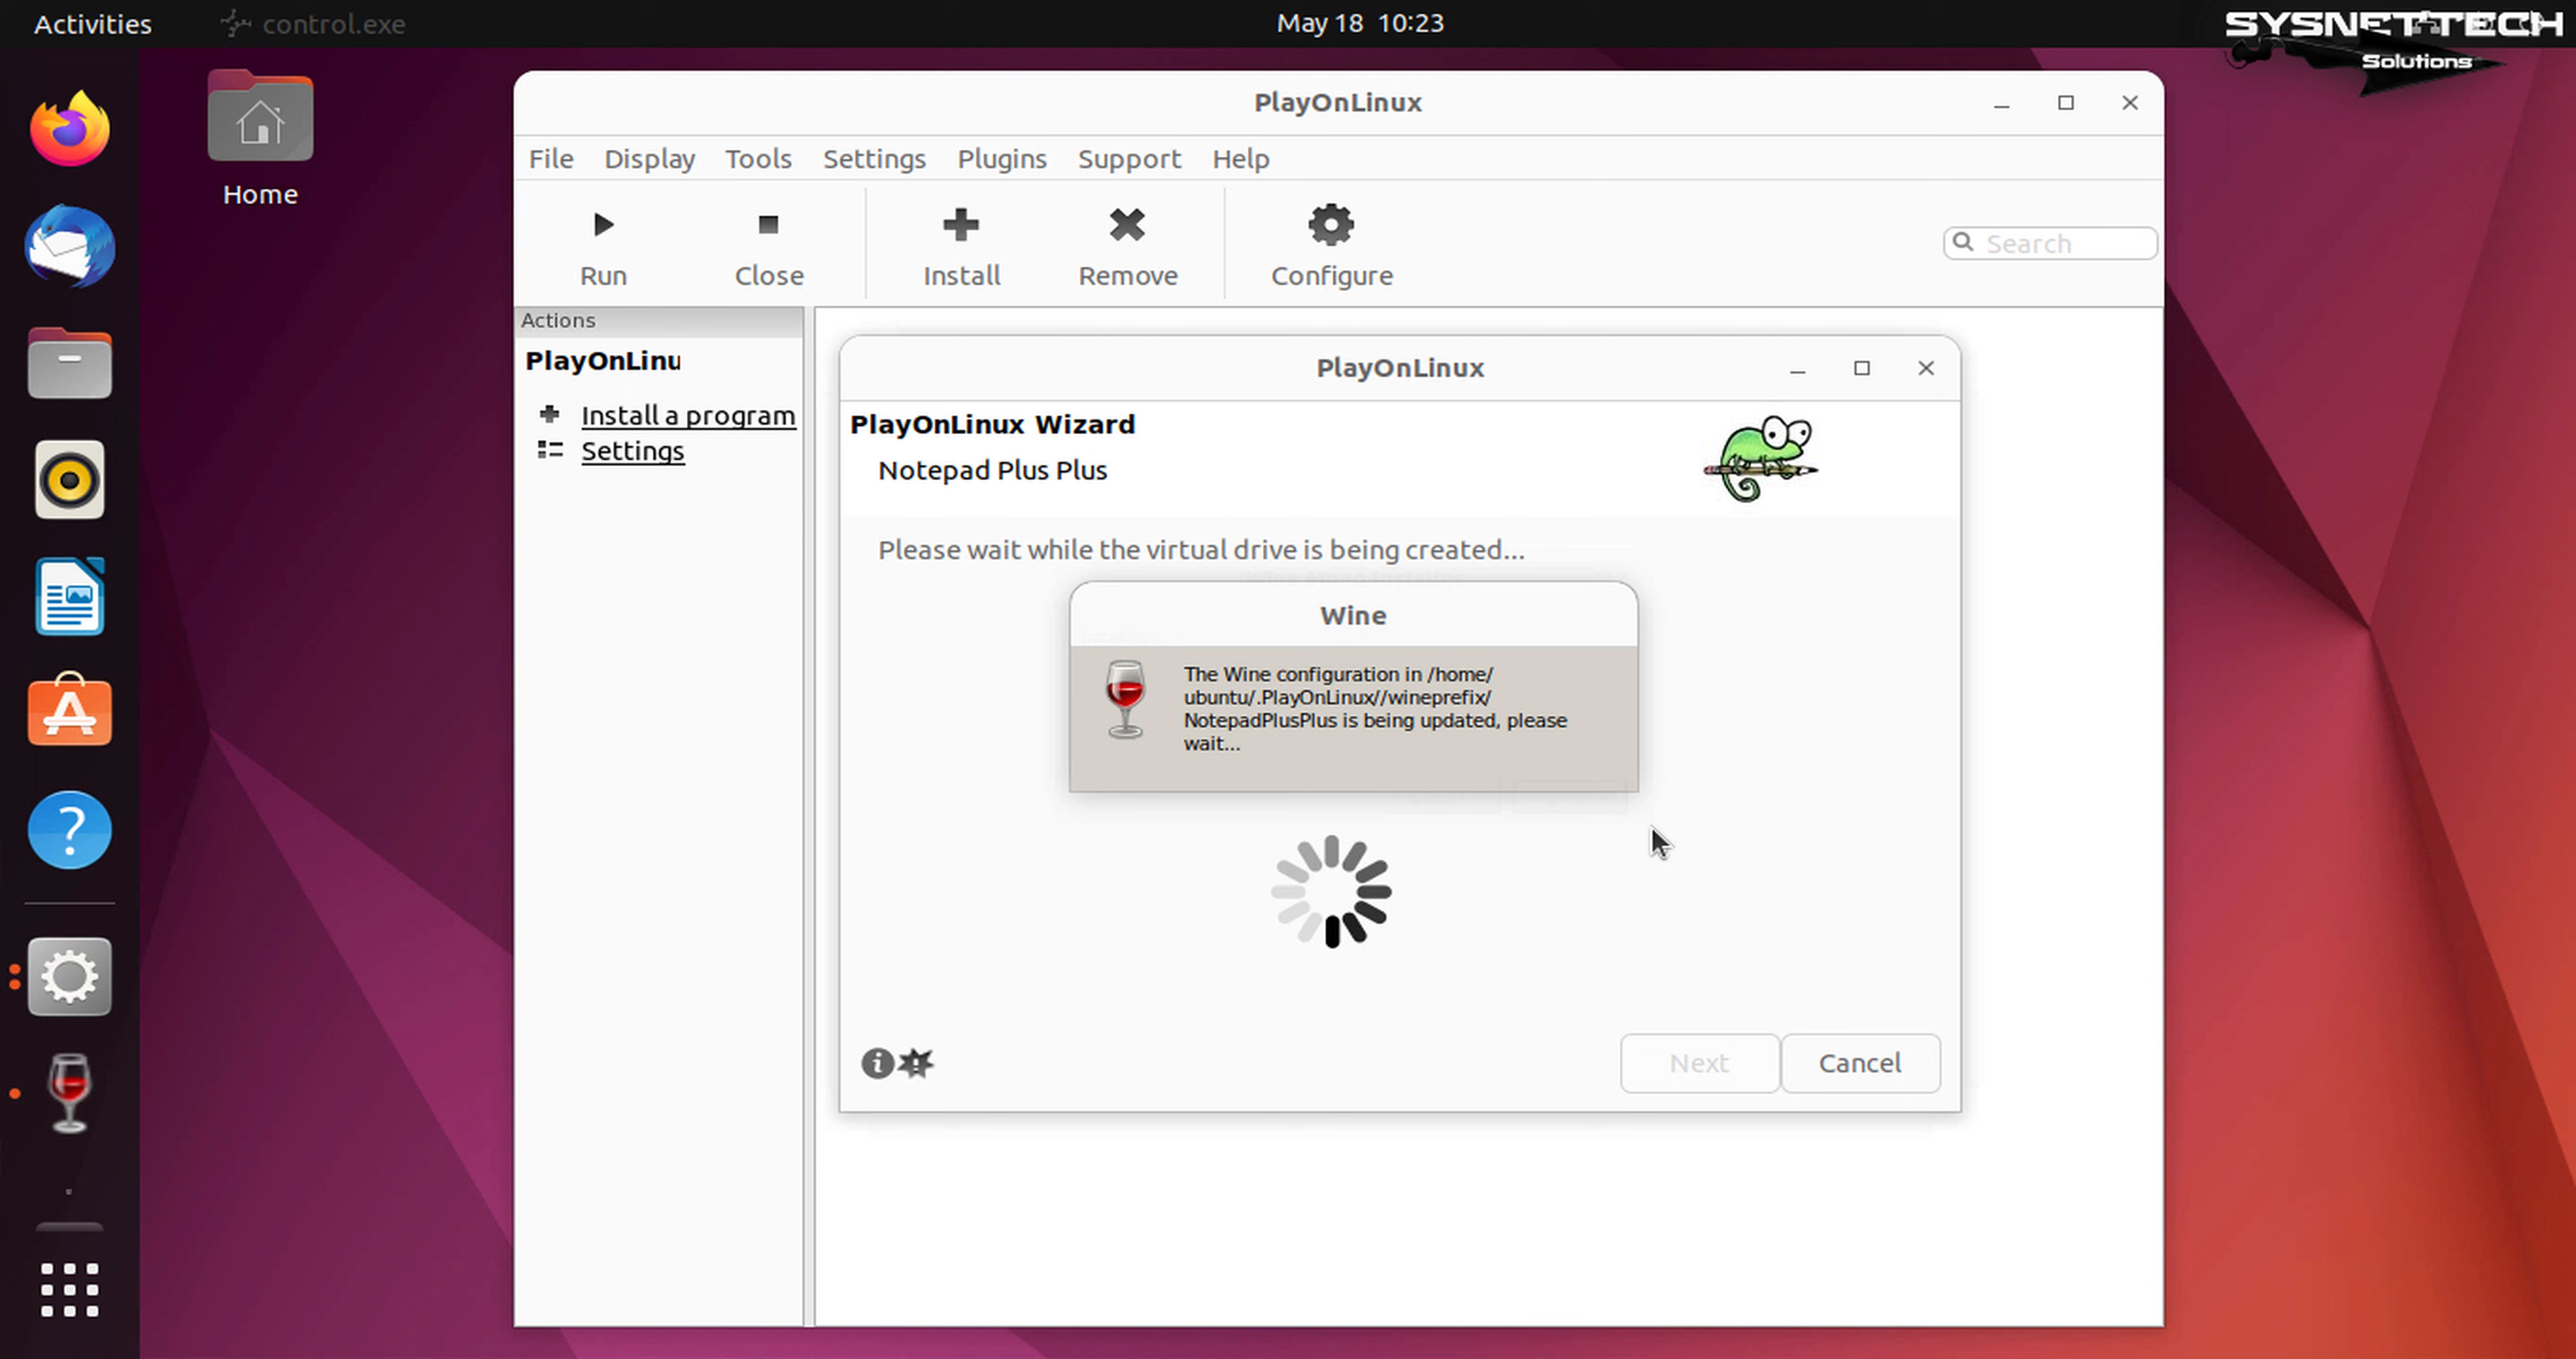 Activities
control.exe
May 18 10:23
SYSNETTECH
Solutions
Home
PlayOnLinux
File Display Tools Settings Plugins Support Help
Run Close Install Remove Configure
Search
Actions
PlayOnLinu
Install a program
Settings
PlayOnLinux
PlayOnLinux Wizard
Notepad Plus Plus
Please wait while the virtual drive is being created...
Wine
The Wine configuration in /home/
ubuntu/.PlayOnLinux//wineprefix/
NotepadPlusPlus is being updated, please
wait...
Next Cancel